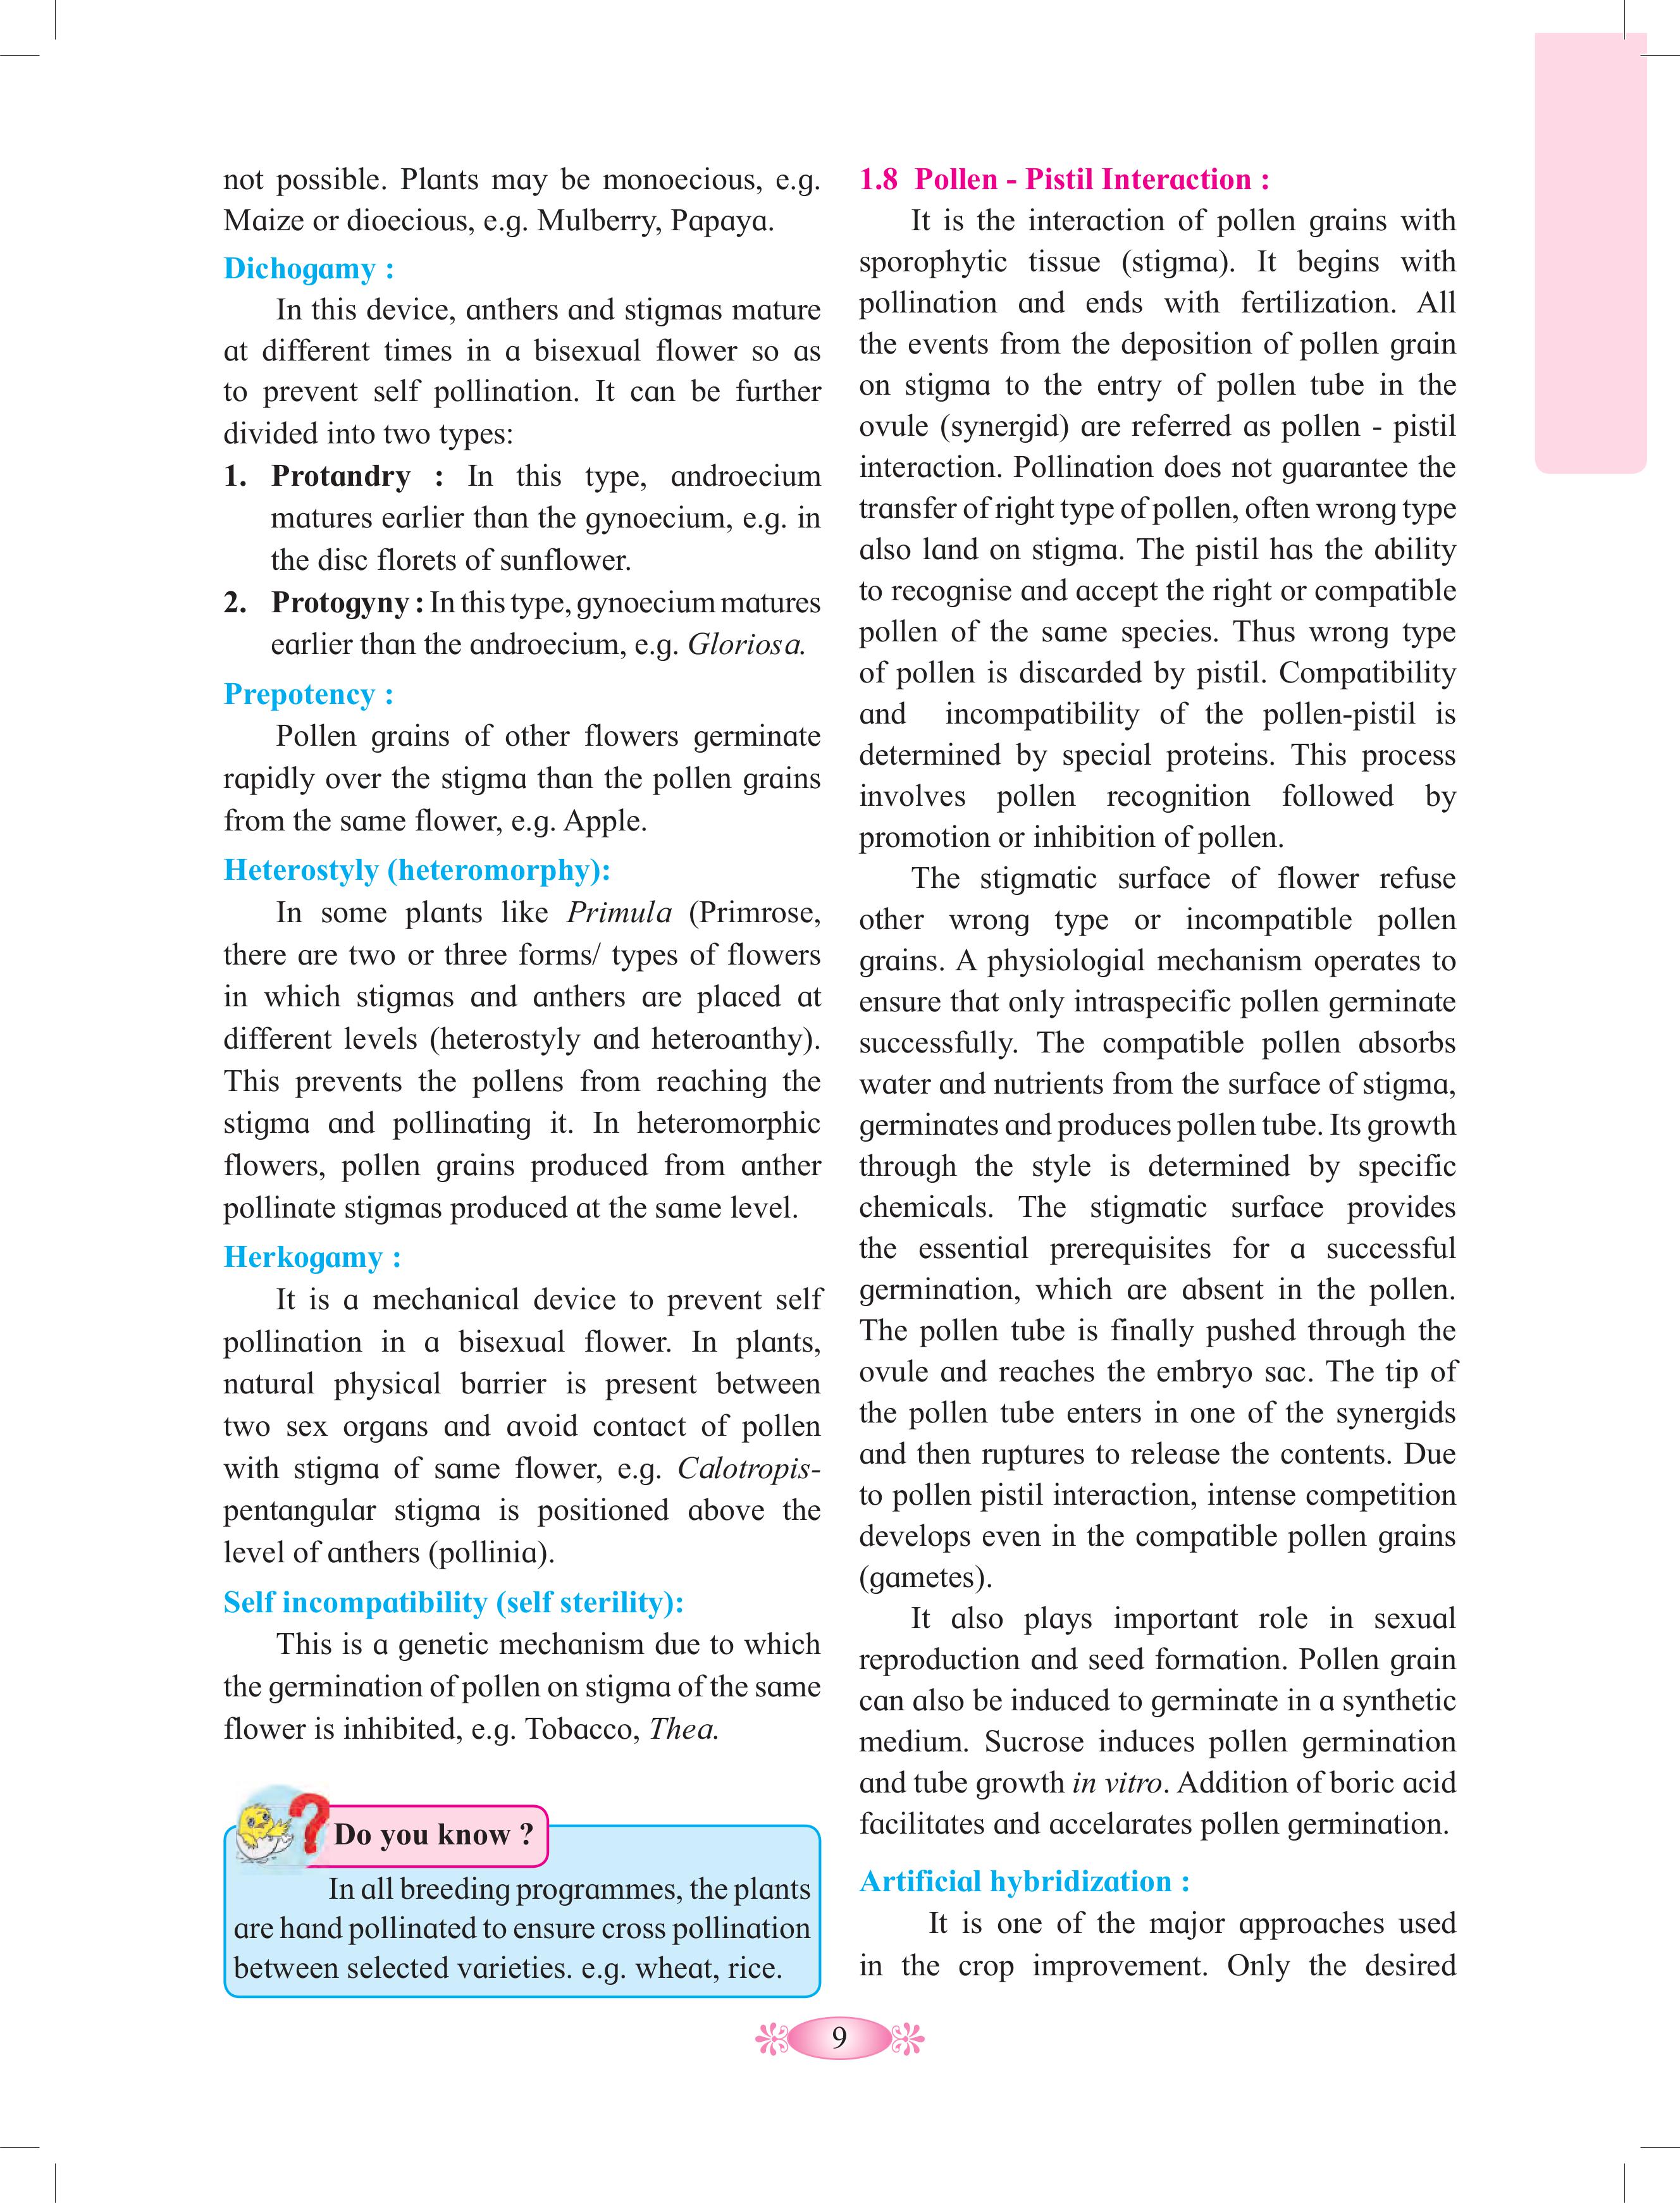 not possible. Plants may be monoecious, e.g.
Maize or dioecious, e.g. Mulberry, Papaya.
Dichogamy :
In this device, anthers and stigmas mature
at different times in a bisexual flower so as
to prevent self pollination. It can be further
divided into two types:
1. Protandry : In this type, androecium
matures earlier than the gynoecium, e.g. in
the disc florets of sunflower.
2. Protogyny : In this type, gynoecium matures
earlier than the androecium, e.g. Gloriosa.
Prepotency :
Pollen grains of other flowers germinate
rapidly over the stigma than the pollen grains
from the same flower, e.g. Apple.
Heterostyly (heteromorphy):
In some plants like Primula (Primrose,
there are two or three forms/ types of flowers
in which stigmas and anthers are placed at
different levels (heterostyly and heteroanthy).
This prevents the pollens from reaching the
stigma and pollinating it. In heteromorphic
flowers, pollen grains produced from anther
pollinate stigmas produced at the same level.
Herkogamy :
It is a mechanical device to prevent self
pollination in a bisexual flower. In plants,
natural physical barrier is present between
two sex organs and avoid contact of pollen
with stigma of same flower, e.g. Calotropis-
pentangular stigma is positioned above the
level of anthers (pollinia).
Self incompatibility (self sterility):
This is a genetic mechanism due to which
the germination of pollen on stigma of the same
flower is inhibited, e.g. Tobacco, Thea.
Do you know ?
In all breeding programmes, the plants
are hand pollinated to ensure cross pollination
between selected varieties. e.g. wheat, rice.
1.8 Pollen - Pistil Interaction :
It is the interaction of pollen grains with
sporophytic tissue (stigma). It begins with
pollination and ends with fertilization. All
the events from the deposition of pollen grain
on stigma to the entry of pollen tube in the
ovule (synergid) are referred as pollen - pistil
interaction. Pollination does not guarantee the
transfer of right type of pollen, often wrong type
also land on stigma. The pistil has the ability
to recognise and accept the right or compatible
pollen of the same species. Thus wrong type
of pollen is discarded by pistil. Compatibility
and incompatibility of the pollen-pistil is
determined by special proteins. This process
involves pollen recognition followed by
promotion or inhibition of pollen.
The stigmatic surface of flower refuse
other wrong type or incompatible pollen
grains. A physiologial mechanism operates to
ensure that only intraspecific pollen germinate
successfully. The compatible pollen absorbs
water and nutrients from the surface of stigma,
germinates and produces pollen tube. Its growth
through the style is determined by specific
chemicals. The stigmatic surface provides
the essential prerequisites for a successful
germination, which are absent in the pollen.
The pollen tube is finally pushed through the
ovule and reaches the embryo sac. The tip of
the pollen tube enters in one of the synergids
and then ruptures to release the contents. Due
to pollen pistil interaction, intense competition
develops even in the compatible pollen grains
(gametes).
It also plays important role in sexual
reproduction and seed formation. Pollen grain
can also be induced to germinate in a synthetic
medium. Sucrose induces pollen germination
and tube growth in vitro. Addition of boric acid
facilitates and accelarates pollen germination.
Artificial hybridization :
It is one of the major approaches used
in the crop improvement. Only the desired
9